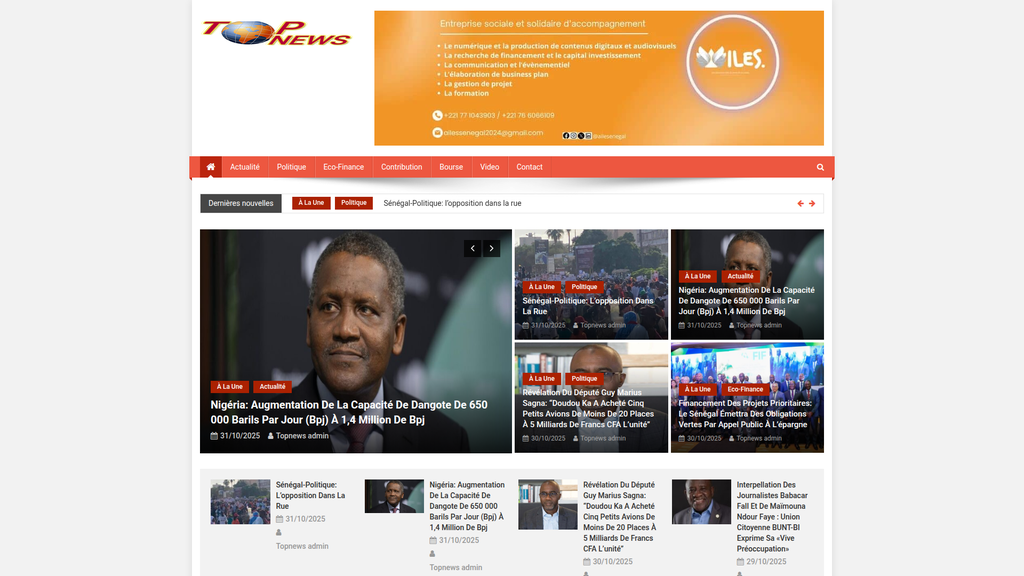 TOP NEWS
Entreprise sociale et solidaire d'accompagnement
• Le numérique et la production de contenus digitaux et audiovisuels
• La recherche de financement et le capital investissement
• La communication et l'événementiel
• L'élaboration de business plan
• La gestion de projet
• La formation
+221 77 1043903 / +221 76 6066109
ailessenegal2024@gmail.com
@ailesenegal
ILES.
Actualité Politique Eco-Finance Contribution Bourse Video Contact
Dernières nouvelles À La Une Politique Sénégal-Politique: l'opposition dans la rue
À La Une Actualité
Nigéria: Augmentation De La Capacité De Dangote De 650
000 Barils Par Jour (Bpj) À 1,4 Million De Bpj
31/10/2025 Topnews admin
À La Une Politique
Sénégal-Politique: L'opposition Dans
La Rue
31/10/2025 Topnews admin
À La Une Actualité
Nigéria: Augmentation De La Capacité
De Dangote De 650 000 Barils Par
Jour (Bpj) À 1,4 Million De Bpj
31/10/2025 Topnews admin
À La Une Politique
Révélation Du Député Guy Marius
Sagna: "Doudou Ka A Acheté Cinq
Petits Avions De Moins De 20 Places
À 5 Milliards De Francs CFA L'unité"
30/10/2025 Topnews admin
À La Une Eco-Finance
Financement Des Projets Prioritaires:
Le Sénégal Émettra Des Obligations
Vertes Par Appel Public À L'épargne
30/10/2025 Topnews admin
Sénégal-Politique:
L'opposition Dans La
Rue
31/10/2025
Topnews admin
Nigéria: Augmentation
De La Capacité De
Dangote De 650 000
Barils Par Jour (Bpj) À
1,4 Million De Bpj
31/10/2025
Topnews admin
Révélation Du Député
Guy Marius Sagna:
"Doudou Ka A Acheté
Cinq Petits Avions De
Moins De 20 Places À
5 Milliards De Francs
CFA L'unité"
30/10/2025
Interpellation Des
Journalistes Babacar
Fall Et De Maïmouna
Ndour Faye : Union
Citoyenne BUNT-BI
Exprime Sa «Vive
Préoccupation»
29/10/2025